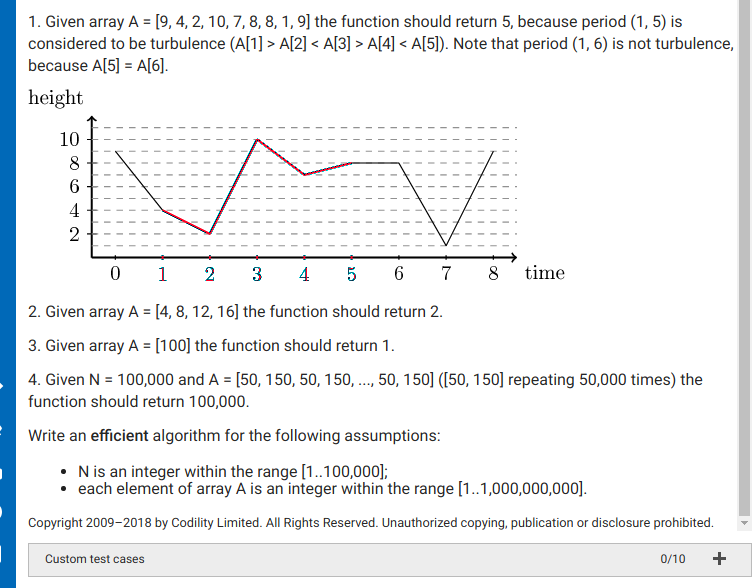 1. Given array A = [9, 4, 2, 10, 7, 8, 8, 1, 9] the function should return 5, because period (1, 5) is
considered to be turbulence (A[1] > A[2] < A[3] > A[4] < A[5]). Note that period (1, 6) is not turbulence,
because A[5] = A[6].
height
10
8
6
4
2
0 1 2 3 4 5 6 7 8 time
2. Given array A = [4, 8, 12, 16] the function should return 2.
3. Given array A = [100] the function should return 1.
4. Given N = 100,000 and A = [50, 150, 50, 150, ..., 50, 150] ([50, 150] repeating 50,000 times) the
function should return 100,000.
Write an efficient algorithm for the following assumptions:
• N is an integer within the range [1..100,000];
• each element of array A is an integer within the range [1..1,000,000,000].
Copyright 2009–2018 by Codility Limited. All Rights Reserved. Unauthorized copying, publication or disclosure prohibited.
Custom test cases 0/10 +